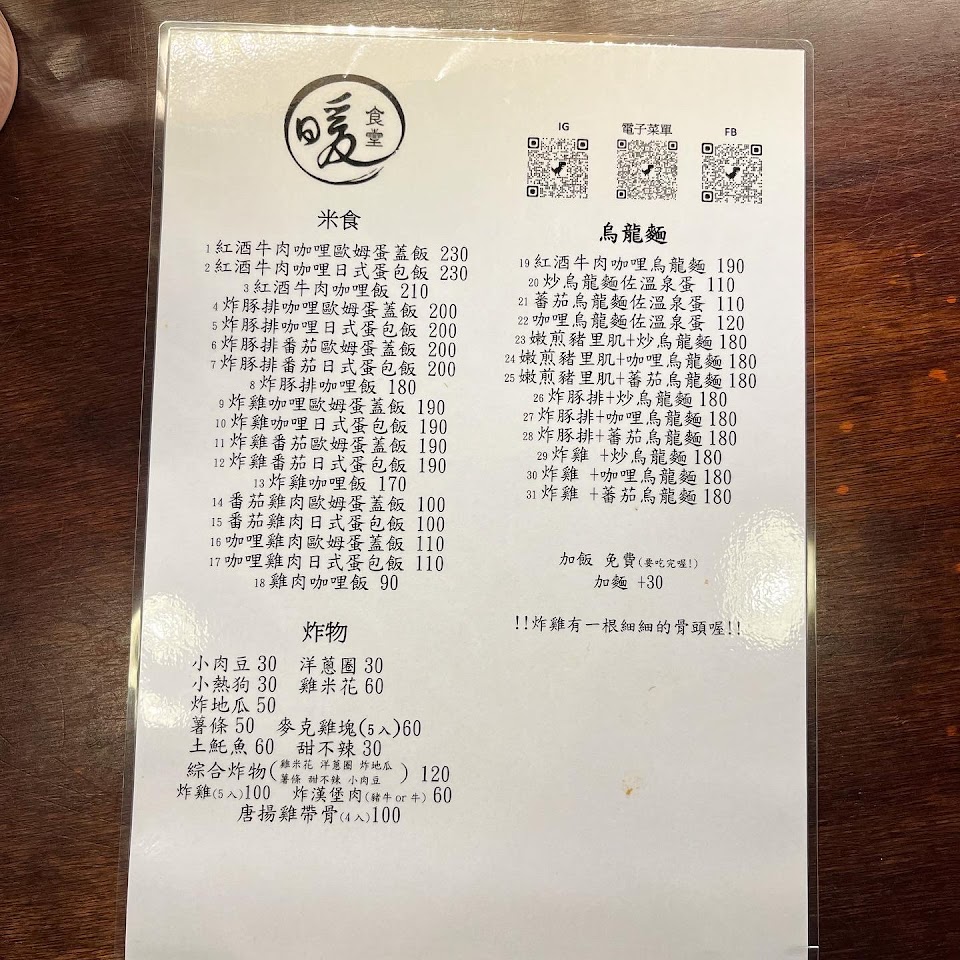 暖 食堂
IG 電子菜單 FB
米食
1 紅酒牛肉咖哩歐姆蛋蓋飯 230
2 紅酒牛肉咖哩日式蛋包飯 230
3 紅酒牛肉咖哩飯 210
4 炸豚排咖哩歐姆蛋蓋飯 200
5 炸豚排咖哩日式蛋包飯 200
6 炸豚排番茄歐姆蛋蓋飯 200
7 炸豚排番茄日式蛋包飯 200
8 炸豚排咖哩飯 180
9 炸雞咖哩歐姆蛋蓋飯 190
10 炸雞咖哩日式蛋包飯 190
11 炸雞番茄歐姆蛋蓋飯 190
12 炸雞番茄日式蛋包飯 190
13 炸雞咖哩飯 170
14 番茄雞肉歐姆蛋蓋飯 100
15 番茄雞肉日式蛋包飯 100
16 咖哩雞肉歐姆蛋蓋飯 110
17 咖哩雞肉日式蛋包飯 110
18 雞肉咖哩飯 90
炸物
小肉豆 30 洋蔥圈 30
小熱狗 30 雞米花 60
炸地瓜 50
薯條 50 麥克雞塊(5入)60
土魠魚 60 甜不辣 30
綜合炸物(雞米花 洋蔥圈 炸地瓜
薯條 甜不辣 小肉豆) 120
炸雞(5入)100 炸漢堡肉(豬牛or牛) 60
唐揚雞帶骨(4入)100
烏龍麵
19 紅酒牛肉咖哩烏龍麵 190
20 炒烏龍麵佐溫泉蛋 110
21 番茄烏龍麵佐溫泉蛋 110
22 咖哩烏龍麵佐溫泉蛋 120
23 嫩煎豬里肌+炒烏龍麵 180
24 嫩煎豬里肌+咖哩烏龍麵 180
25 嫩煎豬里肌+蕃茄烏龍麵 180
26 炸豚排+炒烏龍麵 180
27 炸豚排+咖哩烏龍麵 180
28 炸豚排+蕃茄烏龍麵 180
29 炸雞 +炒烏龍麵 180
30 炸雞 +咖哩烏龍麵 180
31 炸雞 +蕃茄烏龍麵 180
加飯 免費(要吃完喔!)
加麵 +30
!!炸雞有一根細細的骨頭喔!!